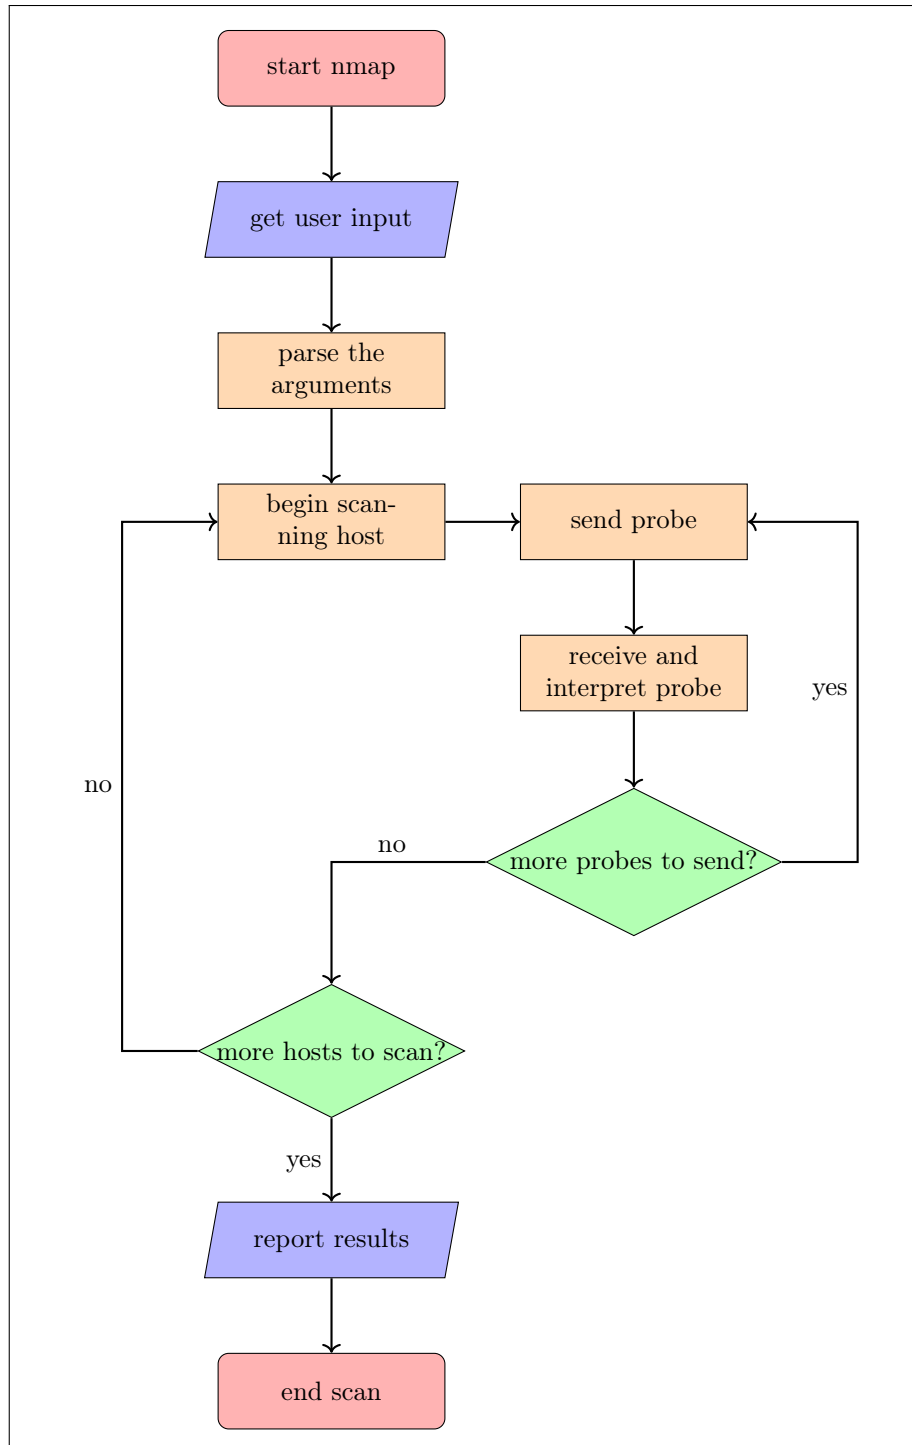 start nmap
get user input
parse the
arguments
begin scan-
ning host
send probe
receive and
interpret probe
yes
no
no
more probes to send?
more hosts to scan?
yes
report results
end scan